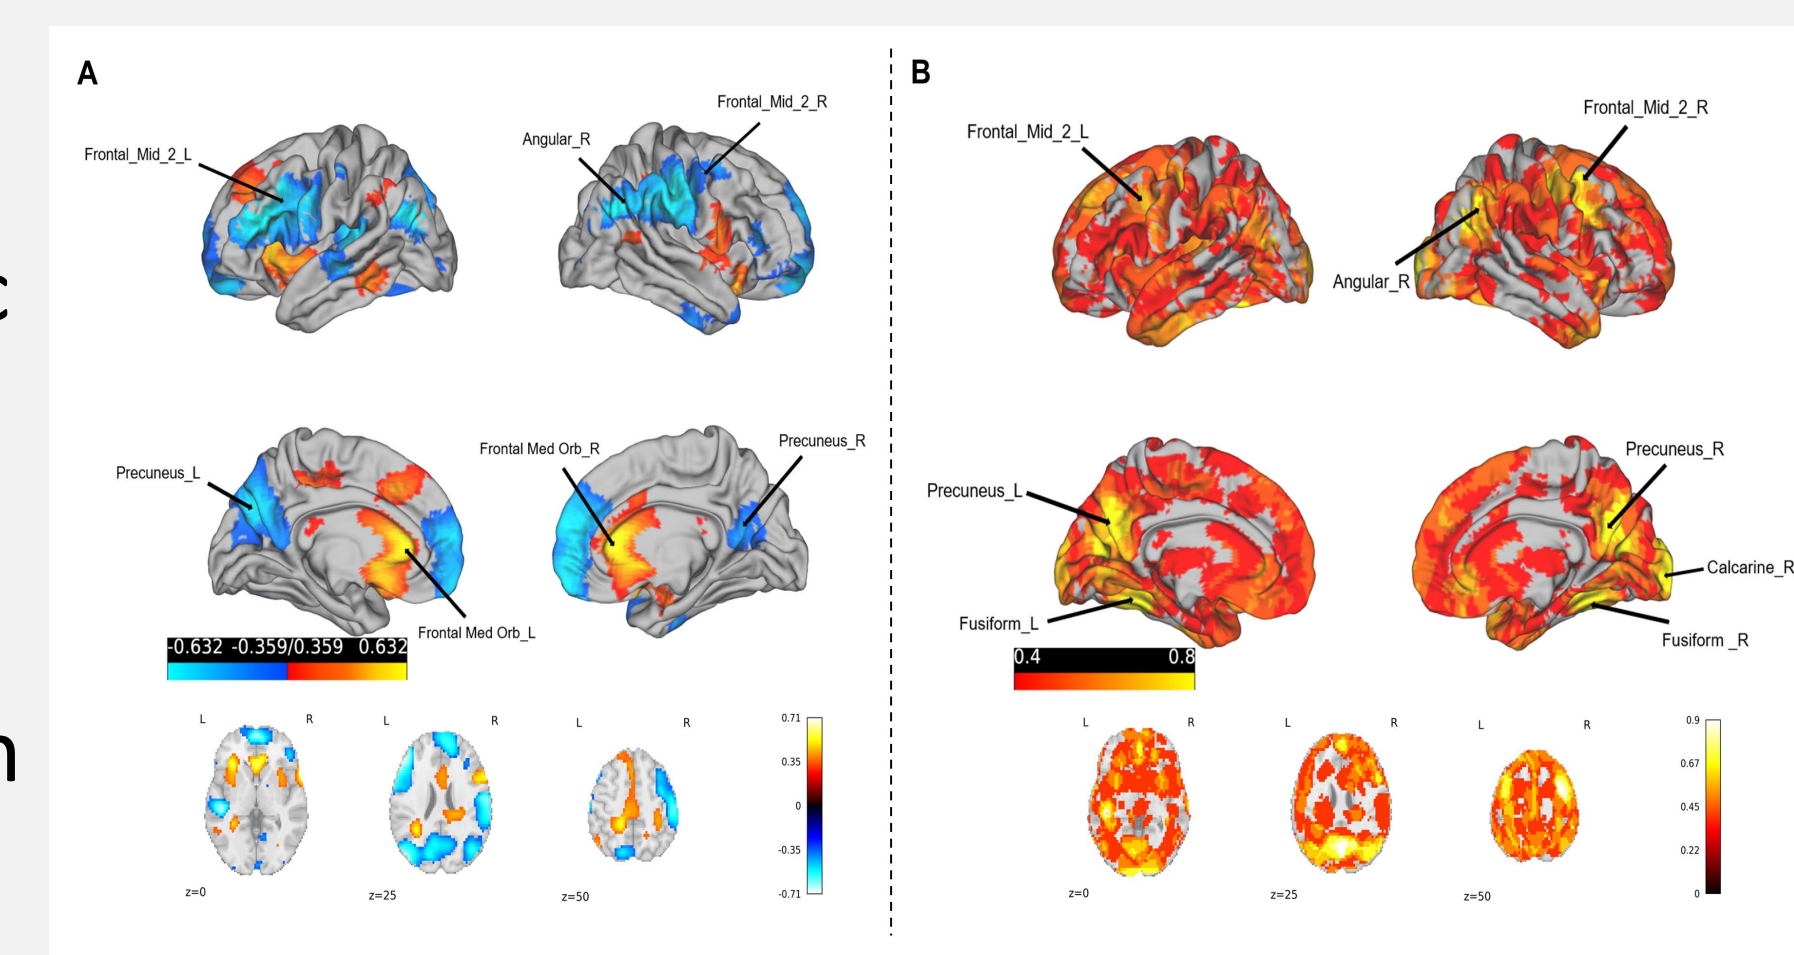 A
Frontal_Mid_2_L
Angular_R
Frontal_Mid_2_R
Precuneus_L
Frontal Med Orb_R
Precuneus_R
Frontal Med Orb_L
-0.632 -0.359/0.359 0.632
L R L R L R
0.71
0.35
0
-0.35
-0.71
z=0 z=25 z=50
B
Frontal_Mid_2_L
Frontal_Mid_2_R
Angular_R
Precuneus_L
Precuneus_R
Calcarine_R
Fusiform_L
Fusiform _R
0.4 0.8
L R L R L R
0.9
0.67
0.45
0.22
0
z=0 z=25 z=50